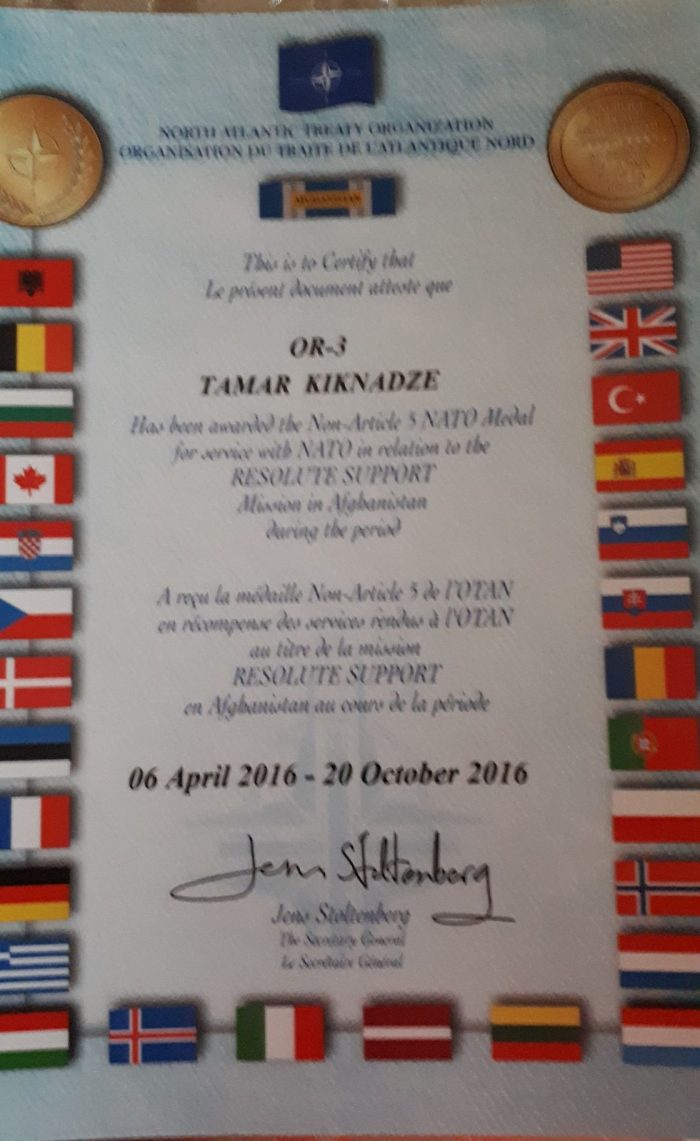 NORTH ATLANTIC TREATY ORGANIZATION
ORGANISATION DU TRAITE DE L'ATLANTIQUE NORD
AFGHANISTAN
This is to Certify that
Le présent document atteste que
OR-3
TAMAR KIKNADZE
Has been awarded the Non-Article 5 NATO Medal
for service with NATO in relation to the
RESOLUTE SUPPORT
Mission in Afghanistan
during the period
A reçu la médaille Non-Article 5 de l'OTAN
en récompense des services rendus à l'OTAN
au titre de la mission
RESOLUTE SUPPORT
en Afghanistan au cours de la période
06 April 2016 - 20 October 2016
Jens Stoltenberg
Jens Stoltenberg
The Secretary General
Le Secrétaire Général